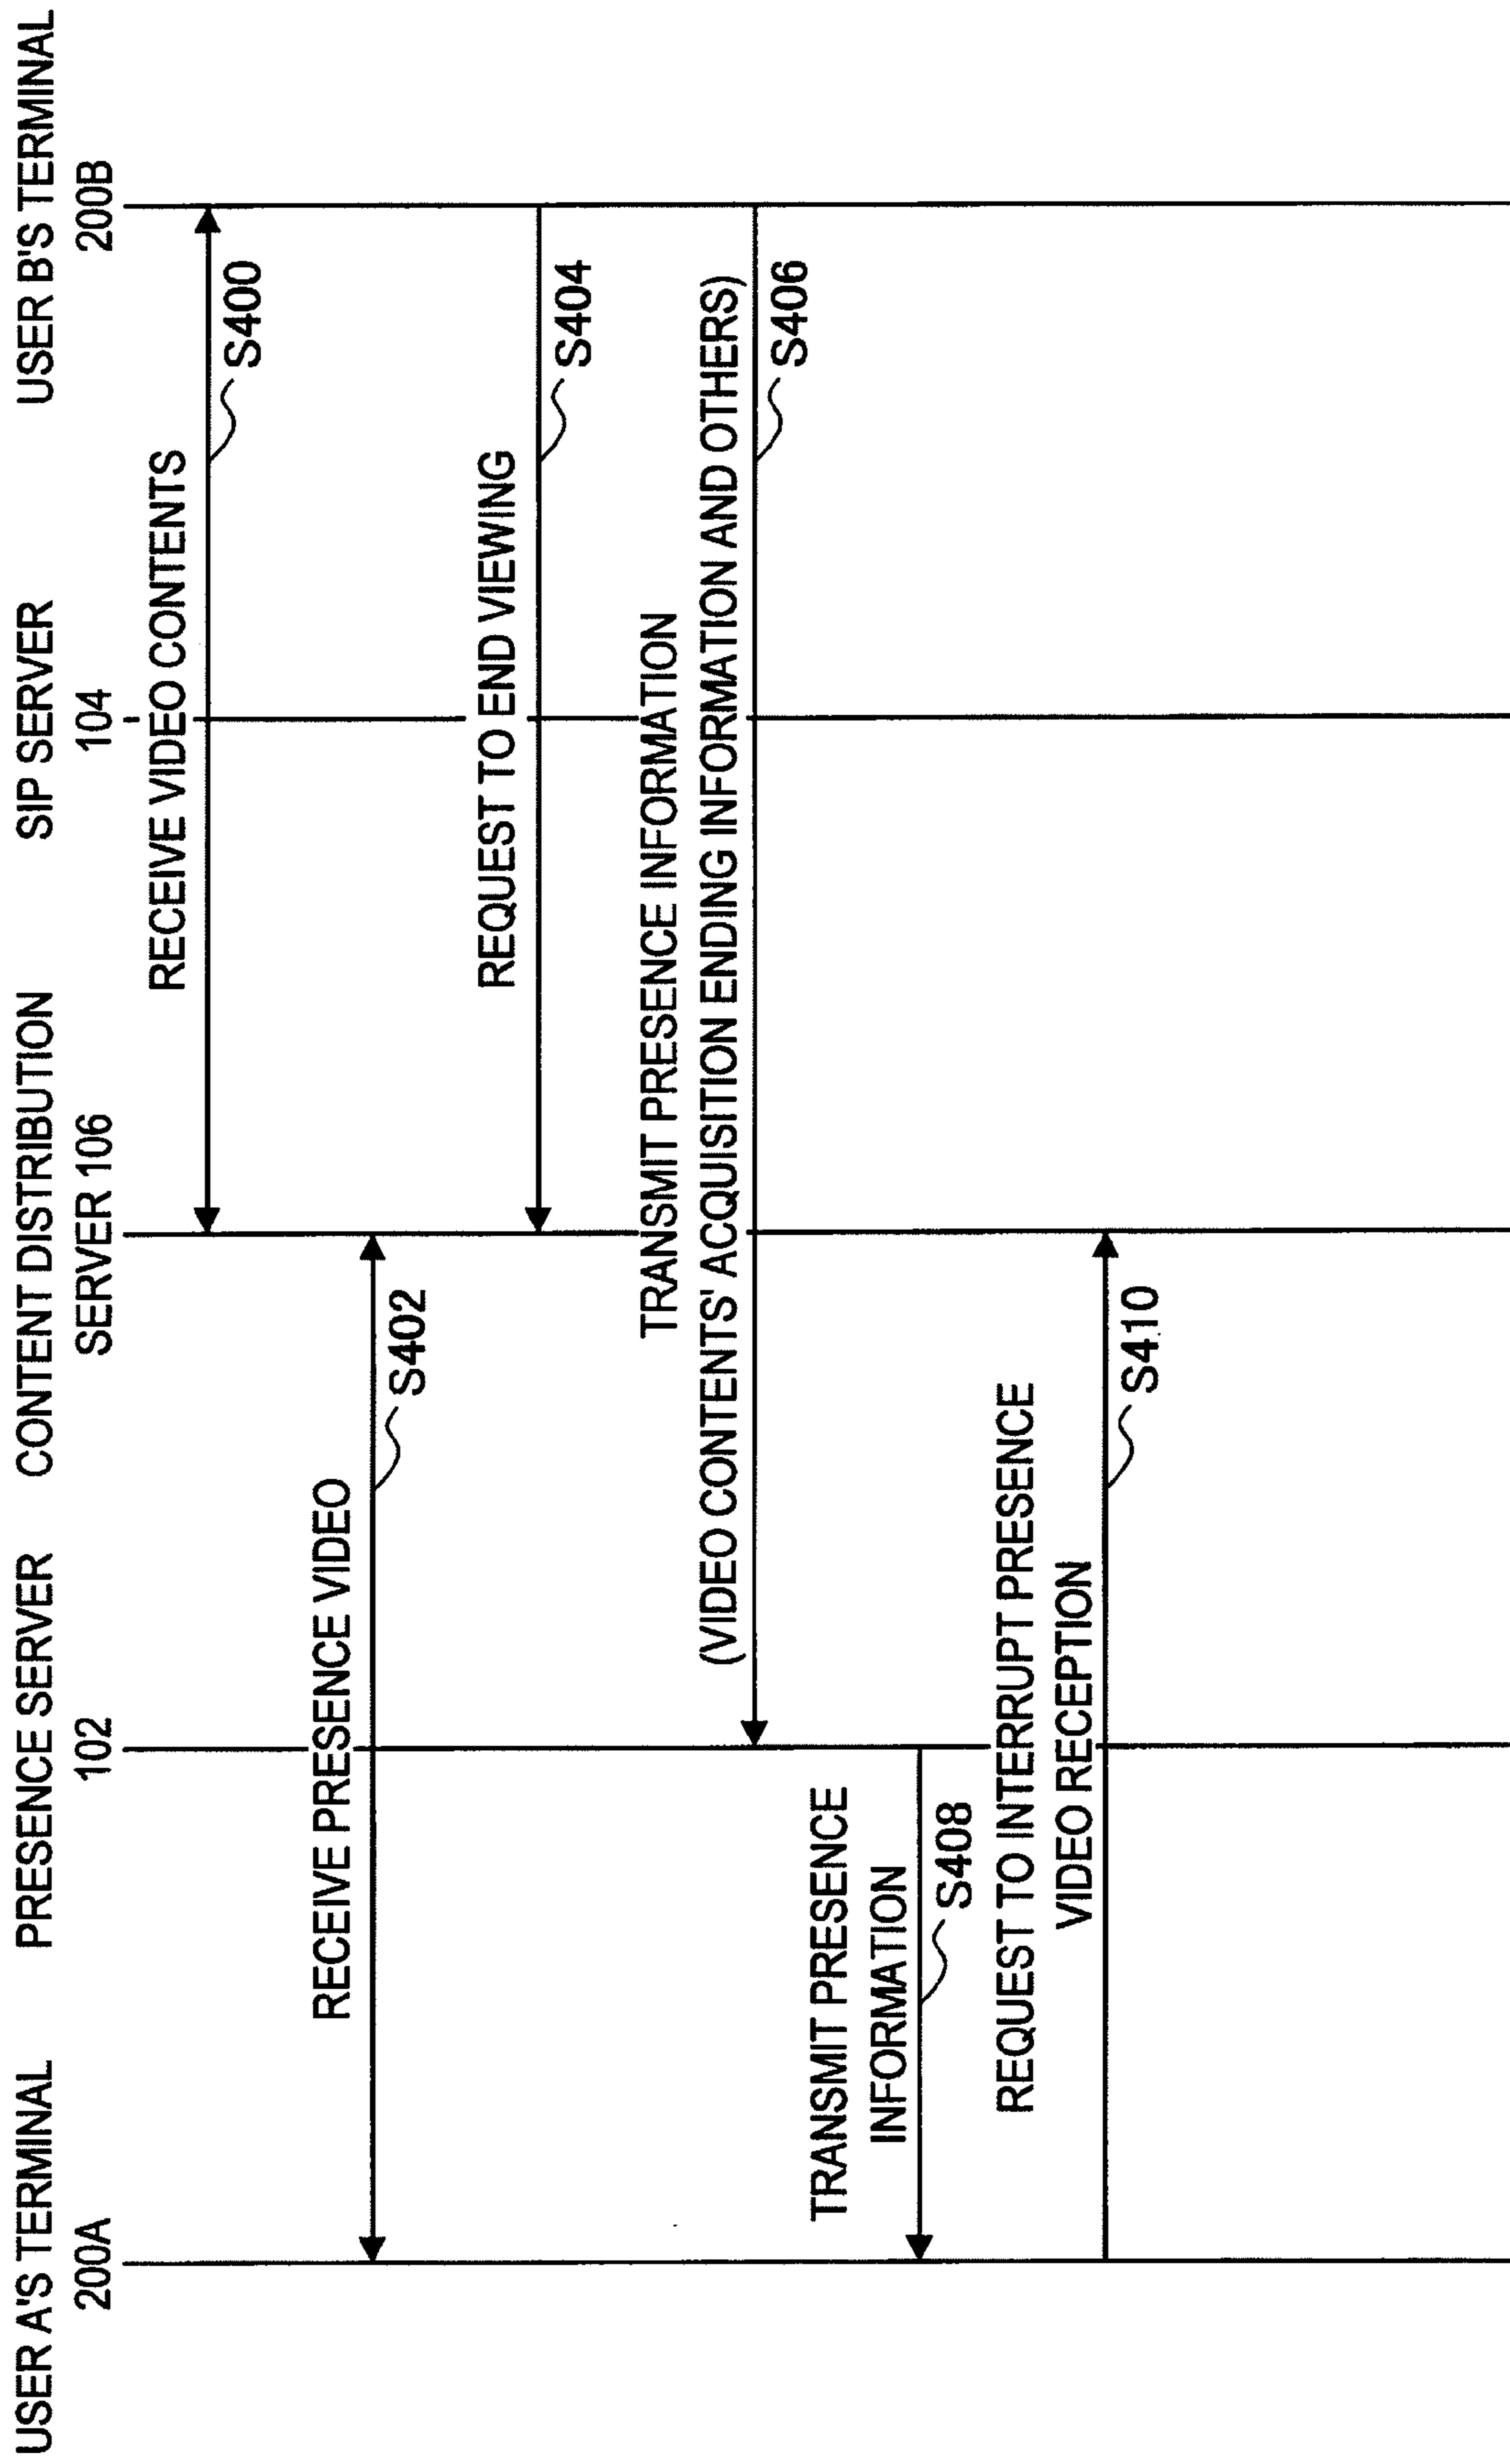 USER A'S TERMINAL
200A
PRESENCE SERVER
102
CONTENT DISTRIBUTION
SERVER 106
SIP SERVER
104
USER B'S TERMINAL
200B
RECEIVE VIDEO CONTENTS
S400
RECEIVE PRESENCE VIDEO
S402
REQUEST TO END VIEWING
S404
TRANSMIT PRESENCE INFORMATION
(VIDEO CONTENTS' ACQUISITION ENDING INFORMATION AND OTHERS)
S406
TRANSMIT PRESENCE
INFORMATION
S408
REQUEST TO INTERRUPT PRESENCE
VIDEO RECEPTION
S410